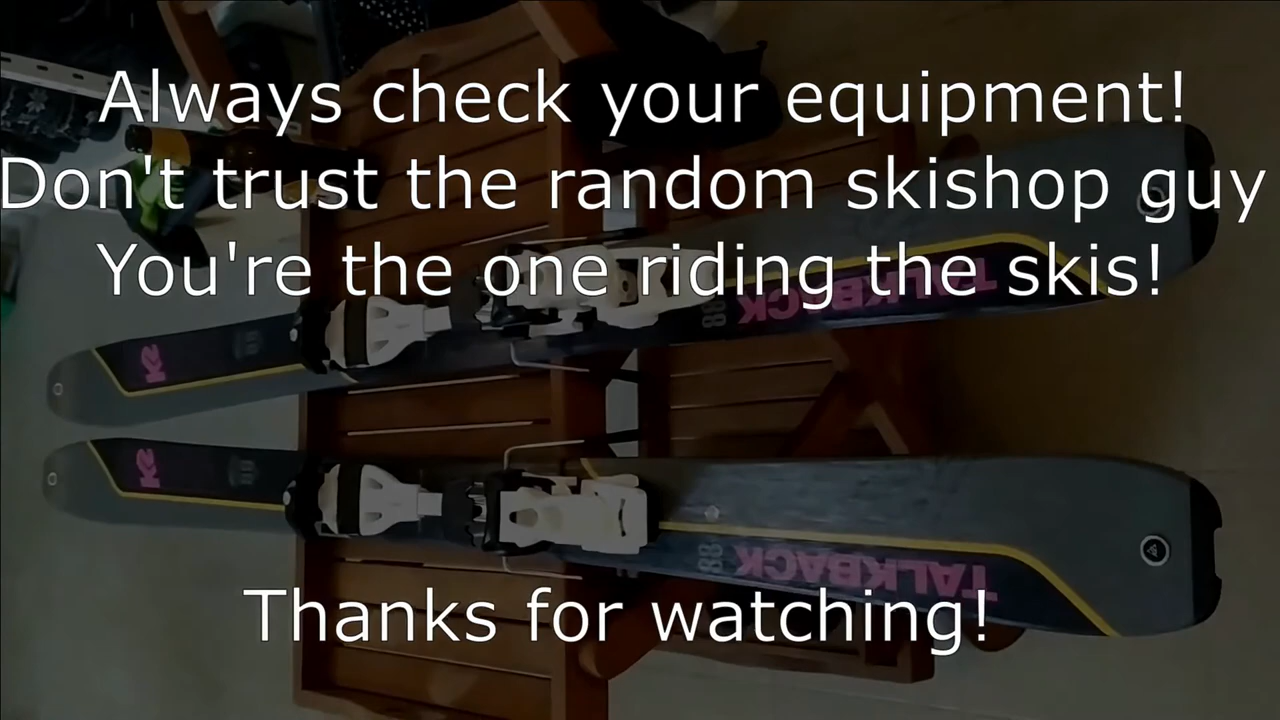 Always check your equipment!
Don't trust the random skishop guy
You're the one riding the skis!
TALKBACK
88
K2
TALKBACK
88
K2
Thanks for watching!